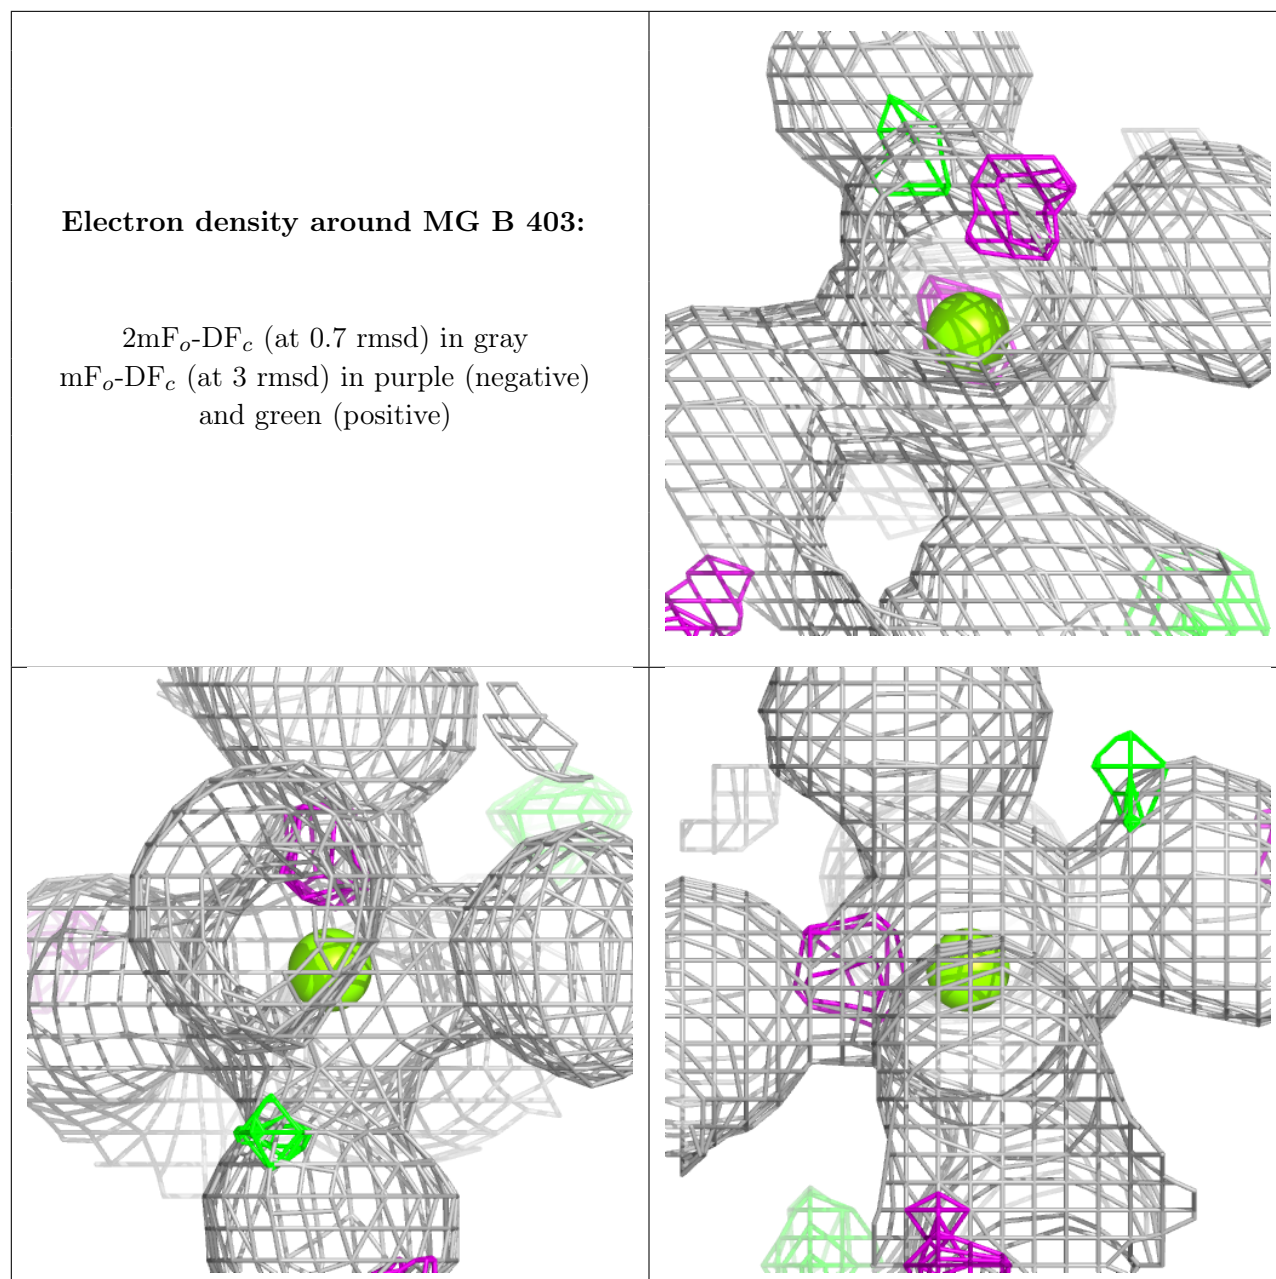 Electron density around MG B 403:
2mFo-DFc (at 0.7 rmsd) in gray
mFo-DFc (at 3 rmsd) in purple (negative)
and green (positive)